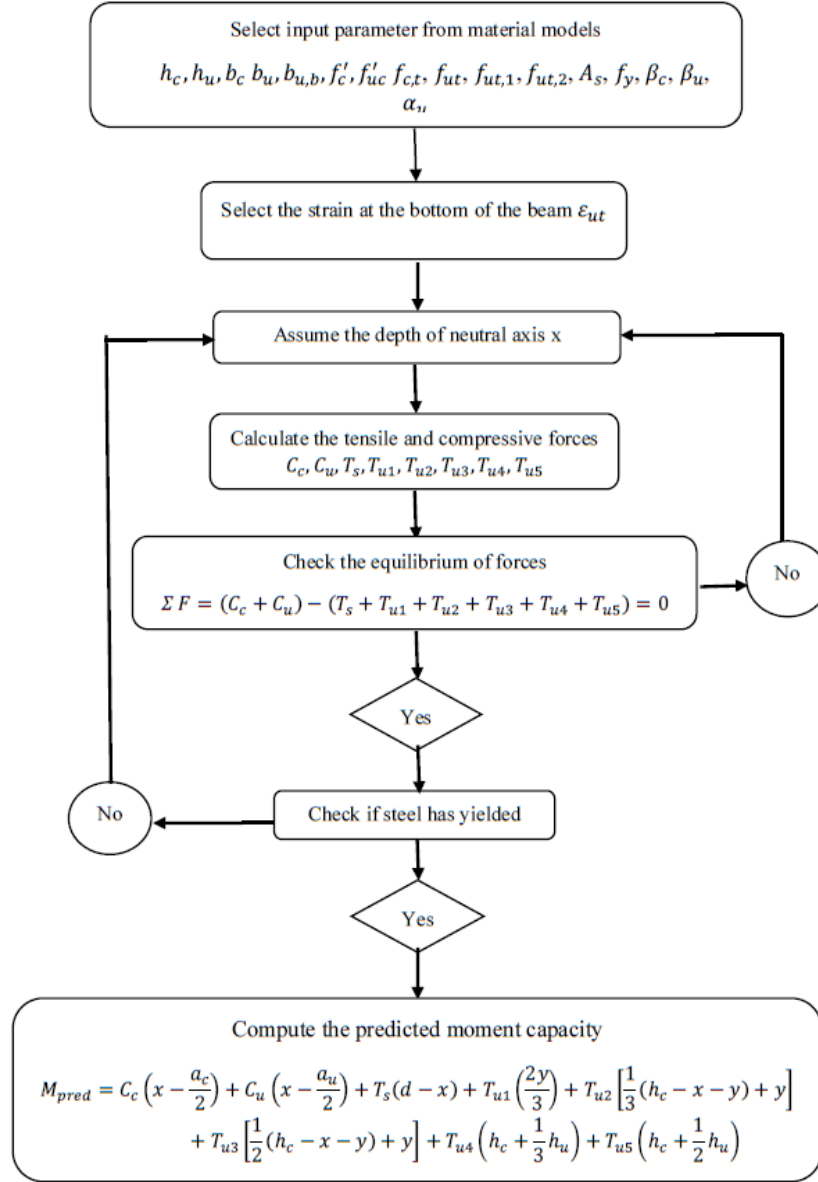 Select input parameter from material models
h_c, h_u, b_c b_u, b_{u,b}, f_c′, f_{uc}′ f_{c,t}, f_{ut}, f_{ut,1}, f_{ut,2}, A_s, f_y, β_c, β_u,
α_u
Select the strain at the bottom of the beam ε_{ut}
Assume the depth of neutral axis x
Calculate the tensile and compressive forces
C_c, C_u, T_s, T_{u1}, T_{u2}, T_{u3}, T_{u4}, T_{u5}
Check the equilibrium of forces
Σ F = (C_c + C_u) − (T_s + T_{u1} + T_{u2} + T_{u3} + T_{u4} + T_{u5}) = 0
No
Yes
No
Check if steel has yielded
Yes
Compute the predicted moment capacity
M_{pred} = C_c (x − a_c/2) + C_u (x − a_u/2) + T_s(d − x) + T_{u1} (2y/3) + T_{u2} [1/3 (h_c − x − y) + y]
+ T_{u3} [1/2 (h_c − x − y) + y] + T_{u4} (h_c + 1/3 h_u) + T_{u5} (h_c + 1/2 h_u)